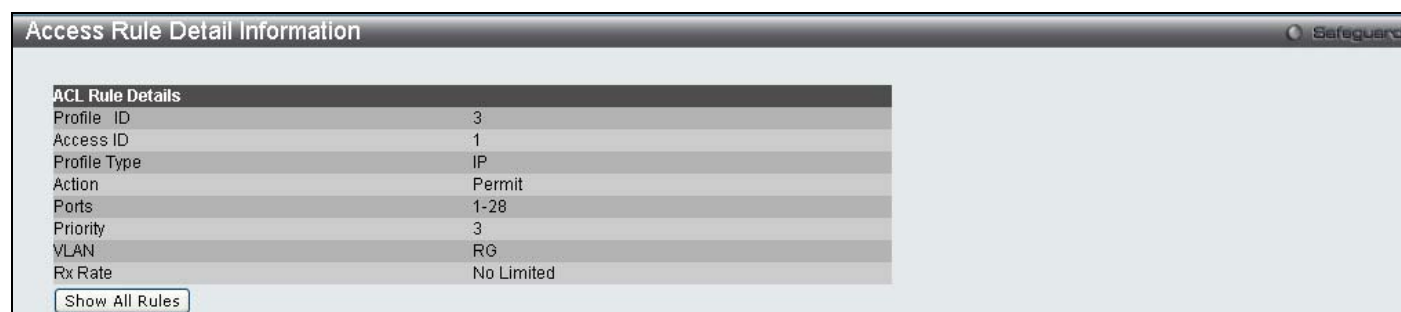 Access Rule Detail Information
Safeguard
ACL Rule Details
Profile ID 3
Access ID 1
Profile Type IP
Action Permit
Ports 1-28
Priority 3
VLAN RG
Rx Rate No Limited
Show All Rules